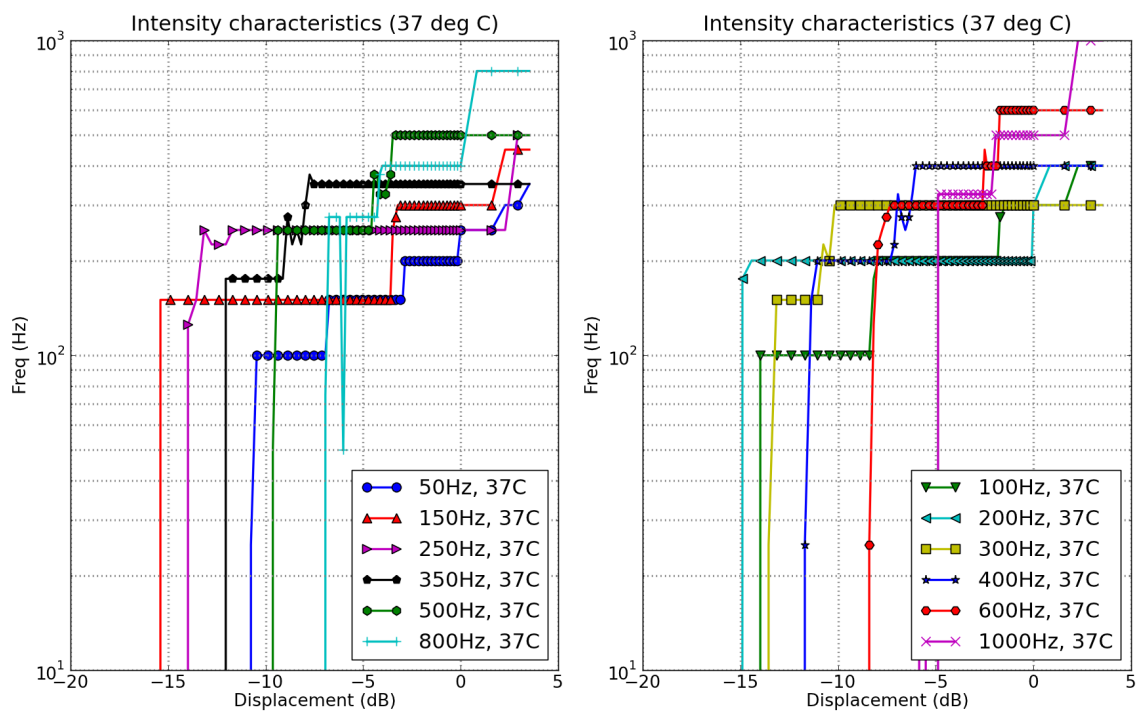 Intensity characteristics (37 deg C)
10³
10²
10¹
Freq (Hz)
−20 −15 −10 −5 0 5
Displacement (dB)
50Hz, 37C
150Hz, 37C
250Hz, 37C
350Hz, 37C
500Hz, 37C
800Hz, 37C
Intensity characteristics (37 deg C)
10³
10²
10¹
Freq (Hz)
−20 −15 −10 −5 0 5
Displacement (dB)
100Hz, 37C
200Hz, 37C
300Hz, 37C
400Hz, 37C
600Hz, 37C
1000Hz, 37C